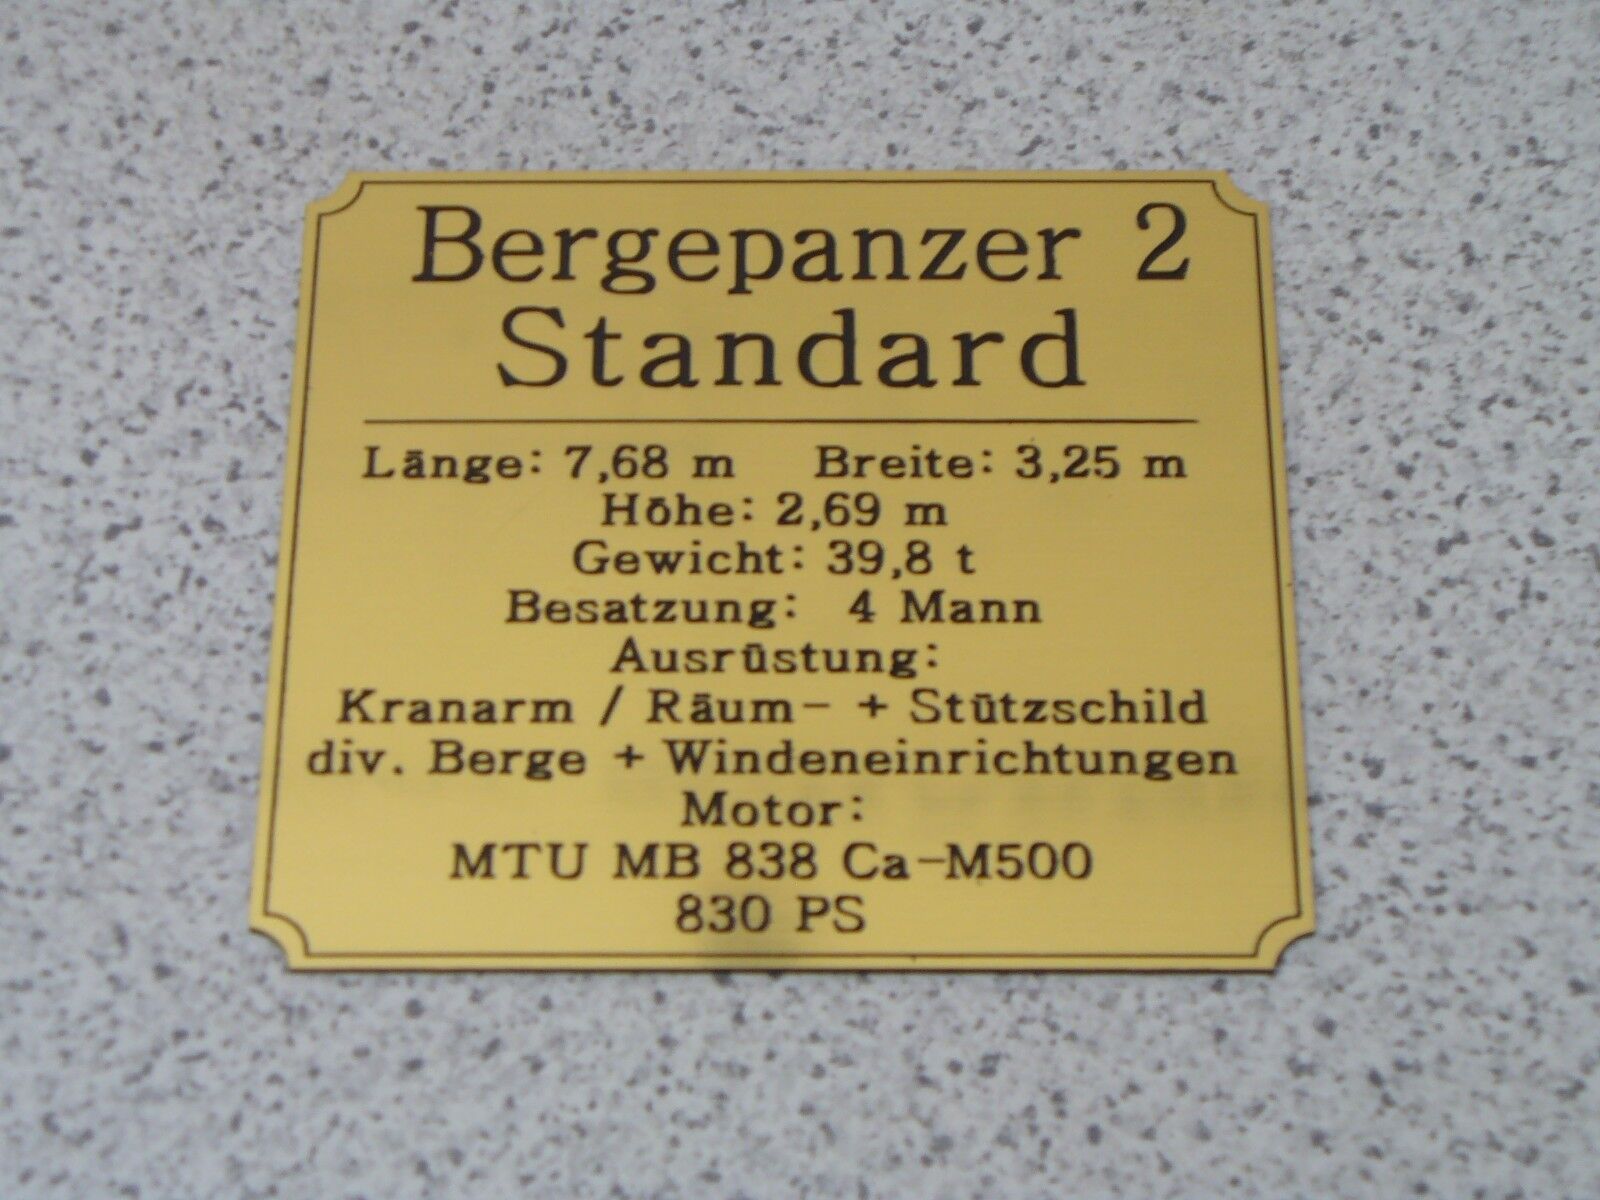 Bergepanzer 2
Standard
Länge: 7,68 m Breite: 3,25 m
Höhe: 2,69 m
Gewicht: 39,8 t
Besatzung: 4 Mann
Ausrüstung:
Kranarm / Räum- + Stützschild
div. Berge + Windeneinrichtungen
Motor:
MTU MB 838 Ca-M500
830 PS